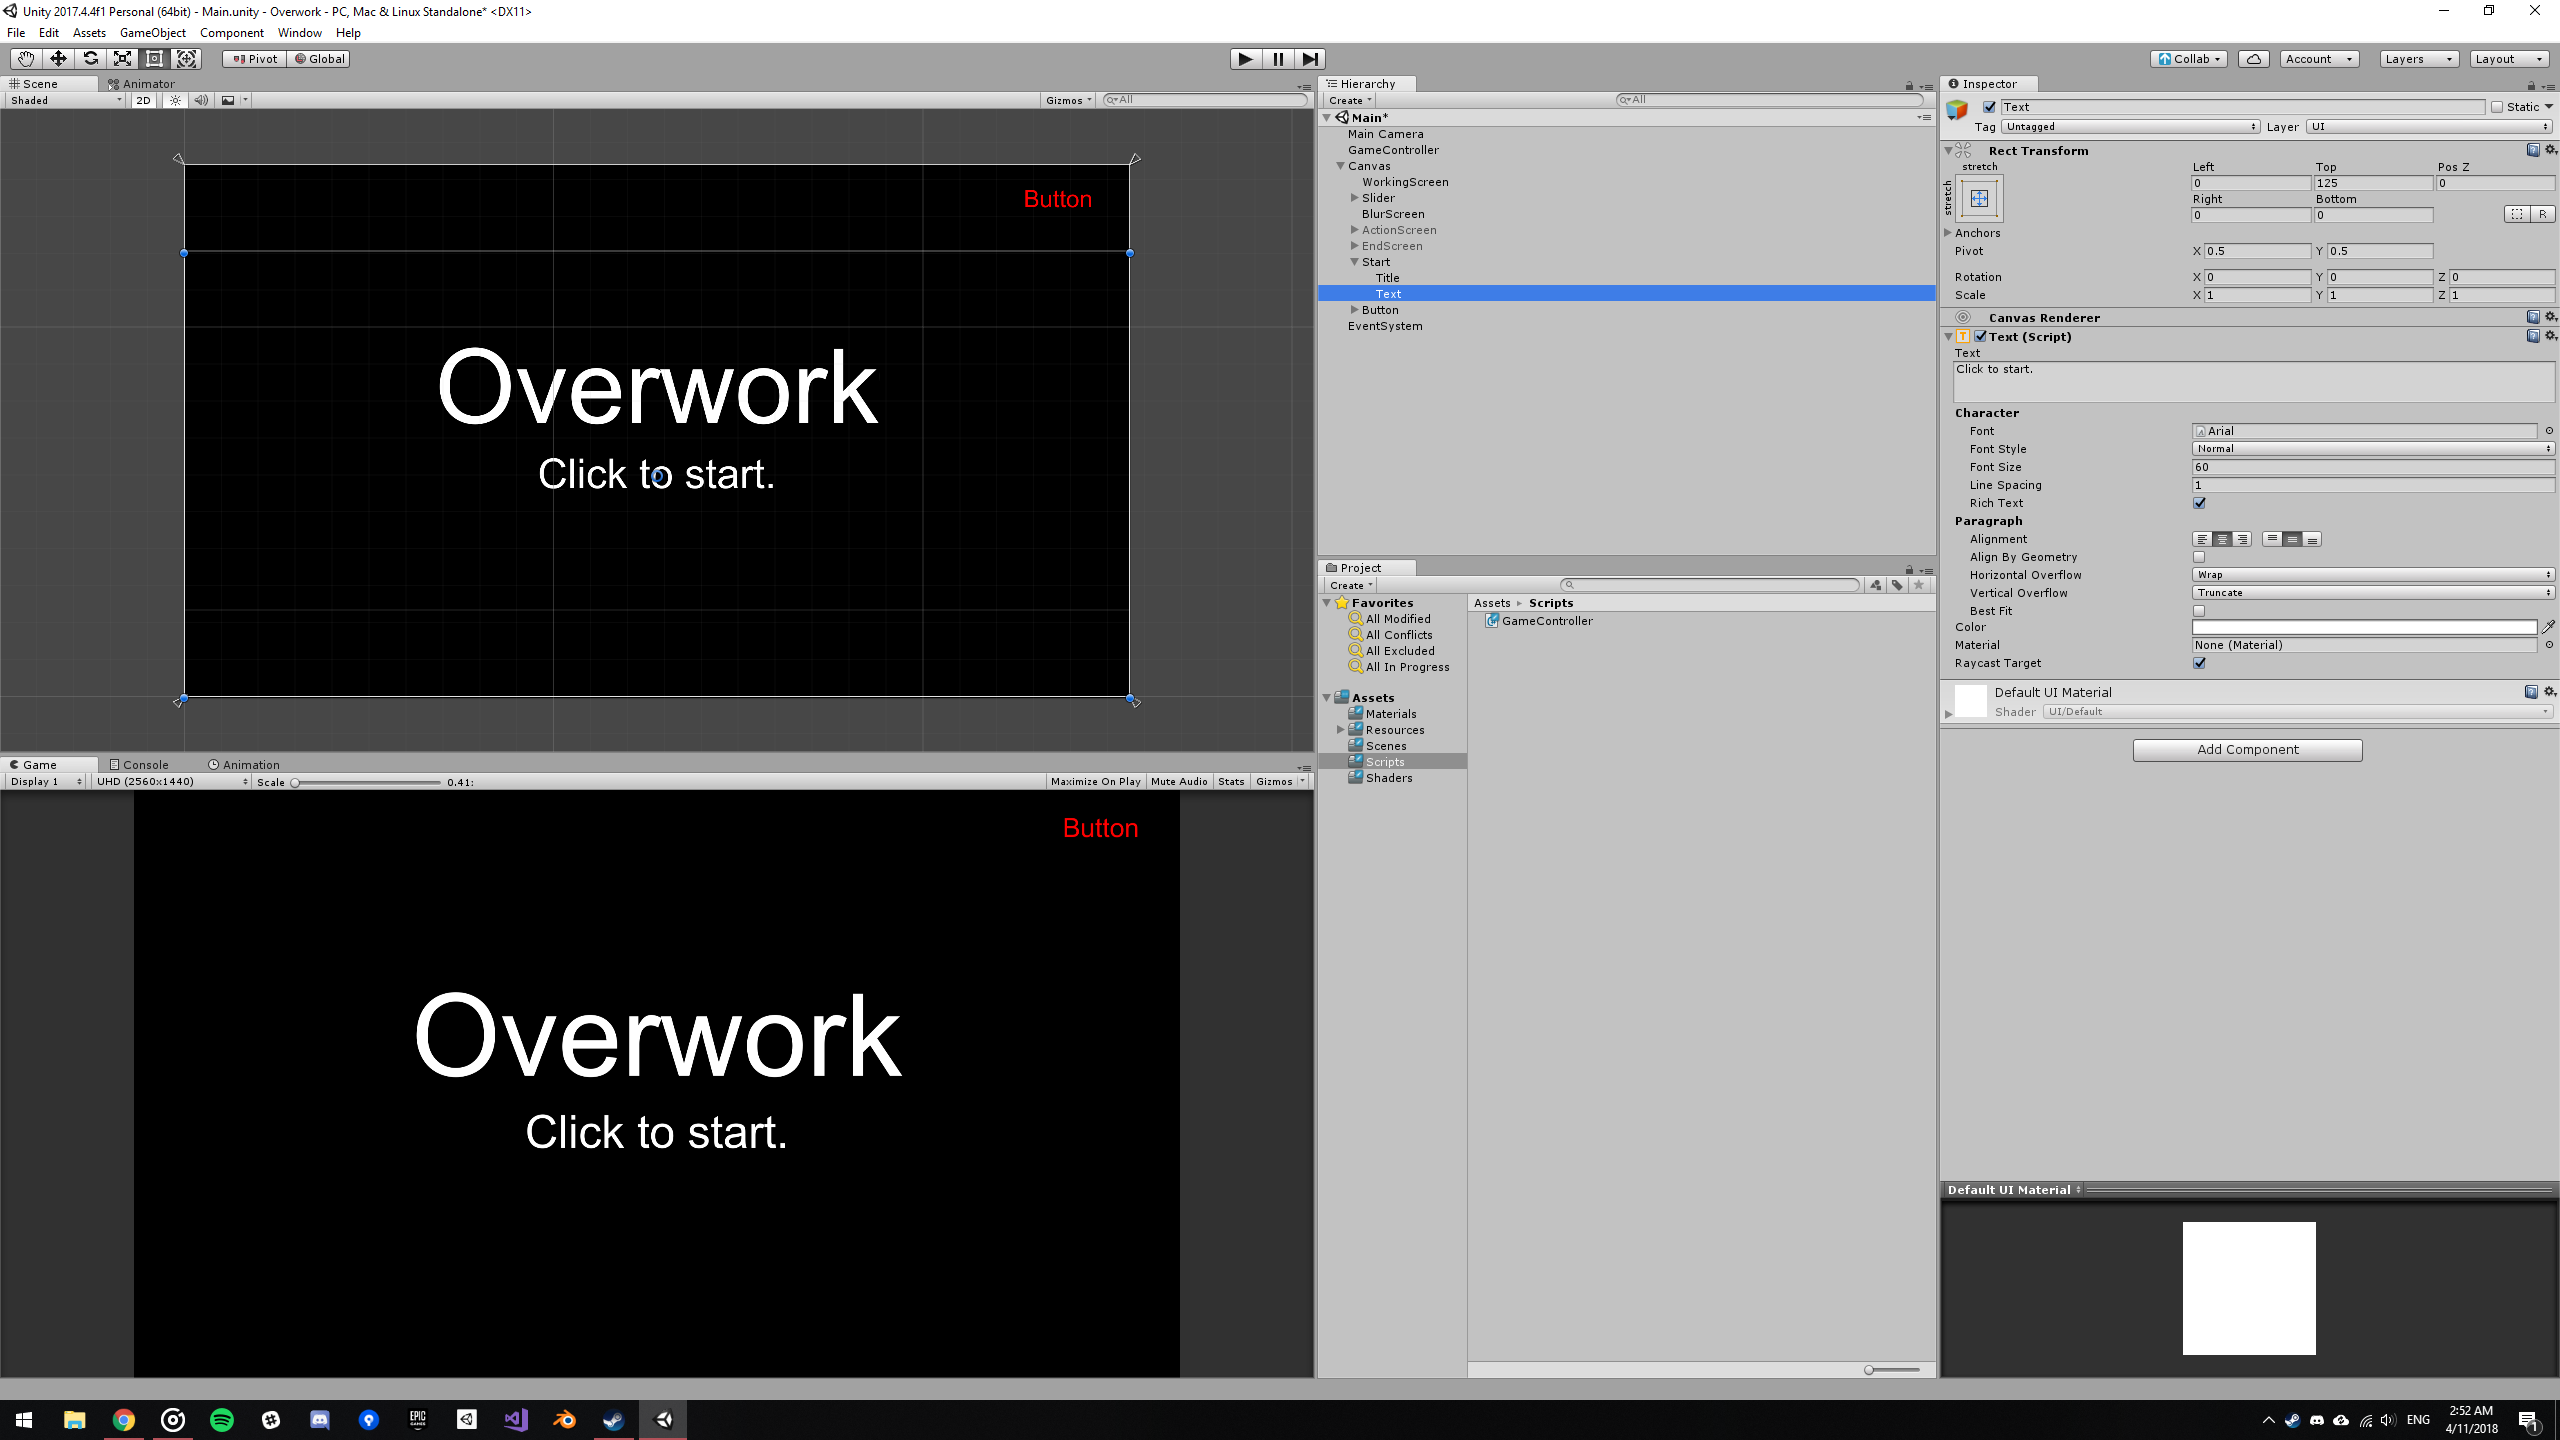 Unity 2017.4.4f1 Personal (64bit) - Main.unity - Overwork - PC, Mac & Linux Standalone* <DX11>
File Edit Assets GameObject Component Window Help
Pivot Global Collab Account Layers Layout
Scene Animator
Shaded 2D Gizmos All
Button
Overwork
Click to start.
Game Console Animation
Display 1 UHD (2560x1440) Scale 0.41: Maximize On Play Mute Audio Stats Gizmos
Button
Overwork
Click to start.
Hierarchy
Create All
Main*
Main Camera
GameController
Canvas
WorkingScreen
Slider
BlurScreen
ActionScreen
EndScreen
Start
Title
Text
Button
EventSystem
Project
Create
Favorites
All Modified
All Conflicts
All Excluded
All In Progress
Assets
Materials
Resources
Scenes
Scripts
Shaders
Assets Scripts
GameController
Inspector
Text Static
Tag Untagged Layer UI
Rect Transform
stretch Left Top Pos Z
stretch
0 125 0
Right Bottom
0 0 R
Anchors
Pivot X 0.5 Y 0.5
Rotation X 0 Y 0 Z 0
Scale X 1 Y 1 Z 1
Canvas Renderer
Text (Script)
Text
Click to start.
Character
Font Arial
Font Style Normal
Font Size 60
Line Spacing 1
Rich Text
Paragraph
Alignment
Align By Geometry
Horizontal Overflow Wrap
Vertical Overflow Truncate
Best Fit
Color
Material None (Material)
Raycast Target
Default UI Material
Shader UI/Default
Add Component
Default UI Material
EPIC GAMES
ENG
2:52 AM
4/11/2018
1